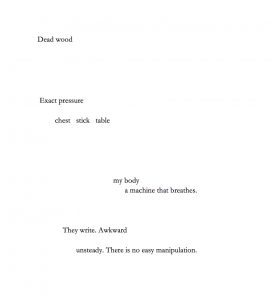 Dead wood
Exact pressure
chest stick table
my body
a machine that breathes.
They write. Awkward
unsteady. There is no easy manipulation.